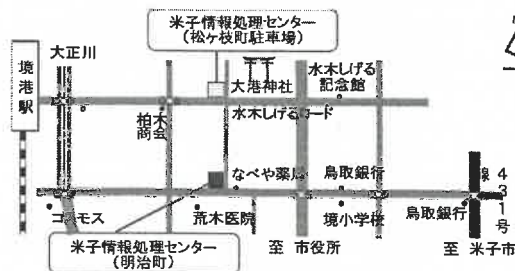 米子情報処理センター
(松ヶ枝町駐車場)
大正川
境港駅
大港神社
水木しげる
記念館
柏木
商会
水木しげるロード
なべや薬局
鳥取銀行
線
431号
コスモス
荒木医院
境小学校
鳥取銀行
米子情報処理センター
(明治町)
至 市役所
至 米子市